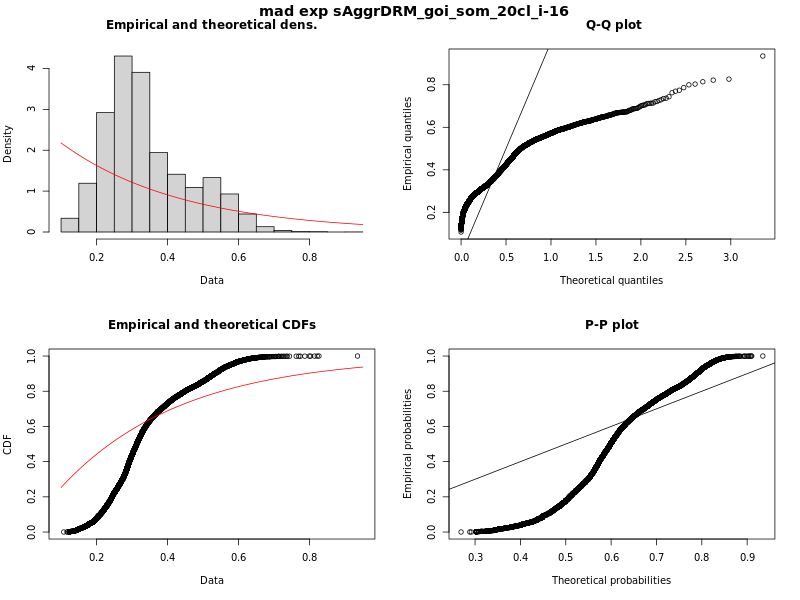 mad exp sAggrDRM_goi_som_20cl_i-16
Empirical and theoretical dens.
Density
0 1 2 3 4
0.2 0.4 0.6 0.8
Data
Q-Q plot
Empirical quantiles
0.2 0.4 0.6 0.8
0.0 0.5 1.0 1.5 2.0 2.5 3.0
Theoretical quantiles
Empirical and theoretical CDFs
CDF
0.0 0.2 0.4 0.6 0.8 1.0
0.2 0.4 0.6 0.8
Data
P-P plot
Empirical probabilities
0.0 0.2 0.4 0.6 0.8 1.0
0.3 0.4 0.5 0.6 0.7 0.8 0.9
Theoretical probabilities